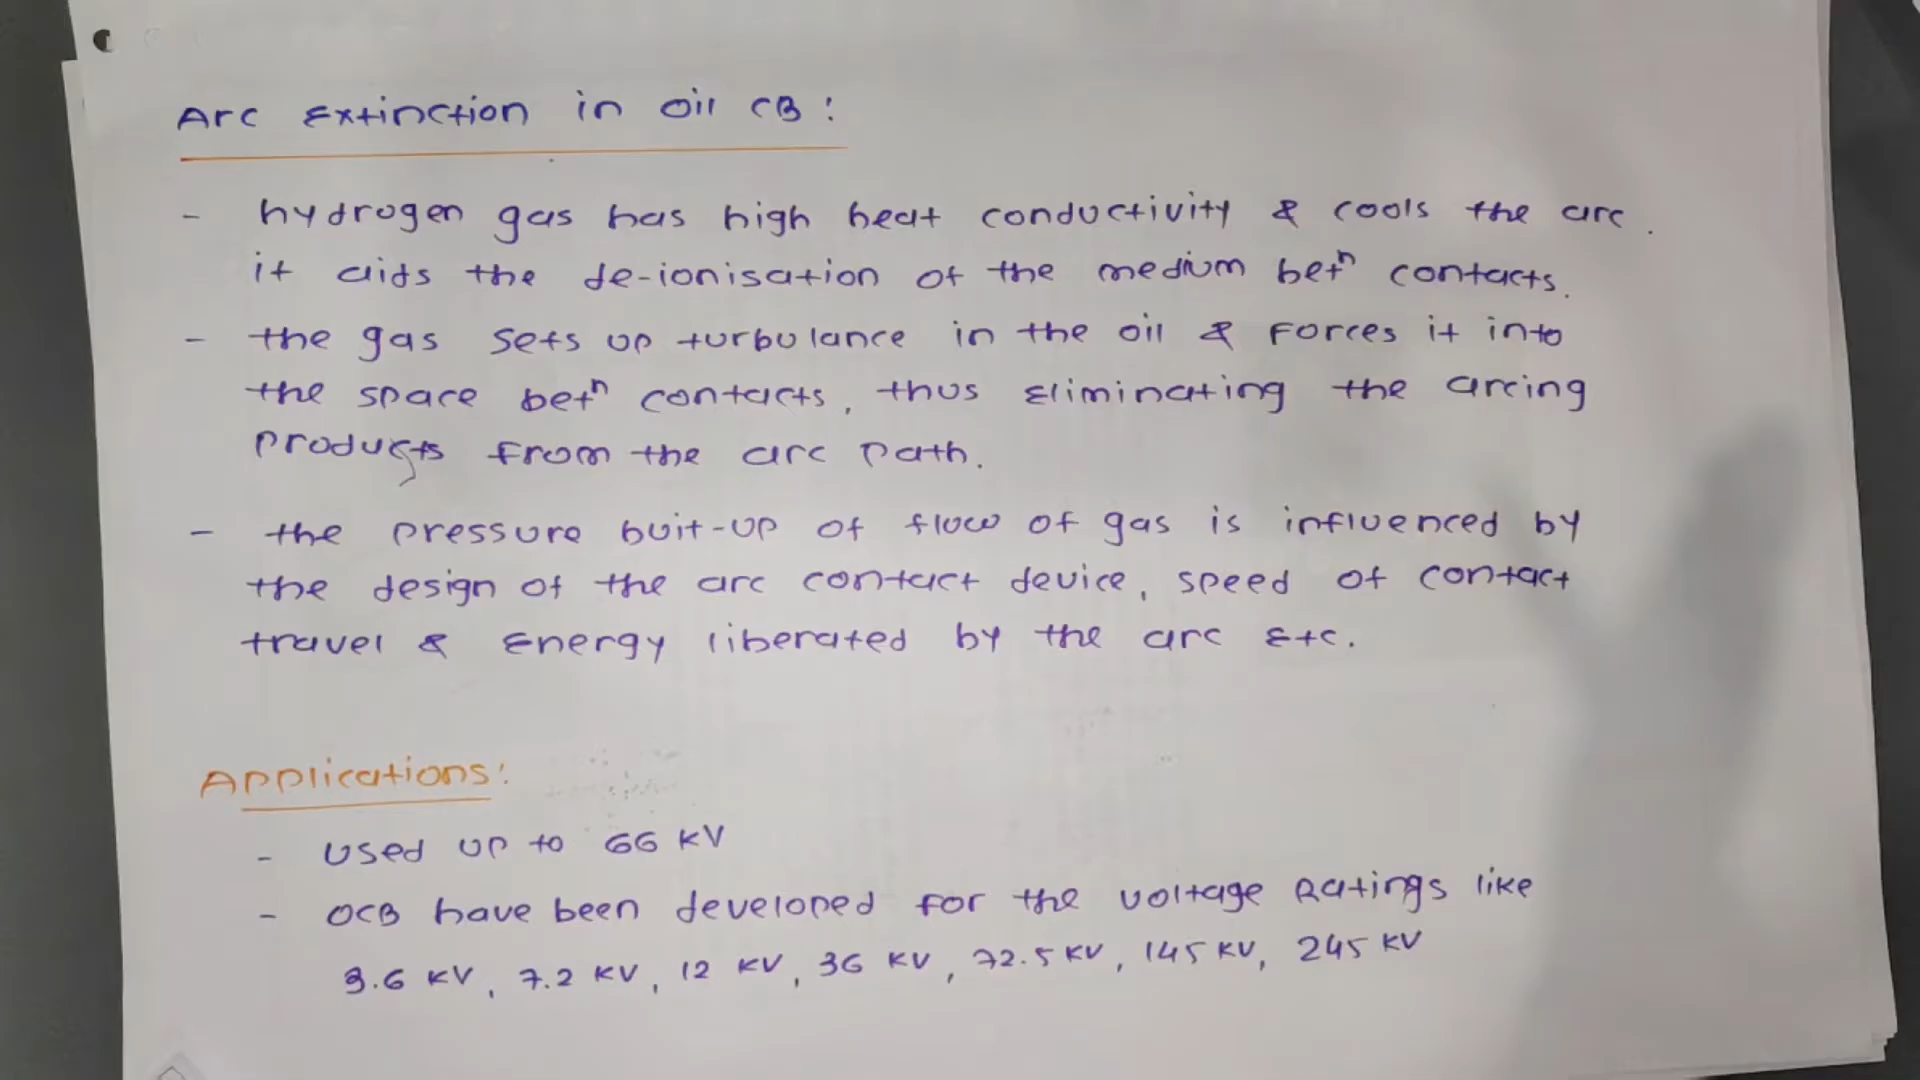 Arc Extinction in oil CB :
- hydrogen gas has high heat conductivity & cools the arc.
it aids the de-ionisation of the medium betn contacts.
- the gas sets up turbulance in the oil & Forces it into
the space betn contacts, thus Eliminating the arcing
products from the arc path.
- the pressure buit-up of flow of gas is influenced by
the design of the arc contact device, speed of contact
travel & Energy liberated by the arc Etc.
Applications:
- Used up to 66 KV
- OCB have been developed for the voltage Ratings like
3.6 KV, 7.2 KV, 12 KV, 36 KV, 72.5 KV, 145 KV, 245 KV